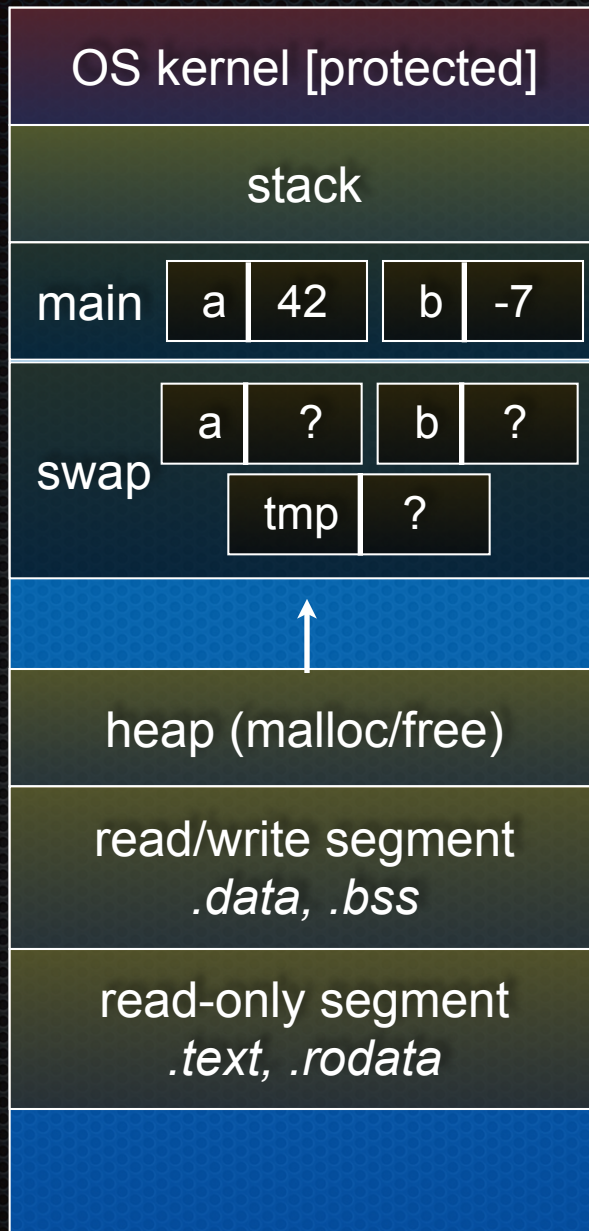 OS kernel [protected]
stack
main a 42 b -7
a ? b ?
swap
tmp ?
heap (malloc/free)
read/write segment
.data, .bss
read-only segment
.text, .rodata